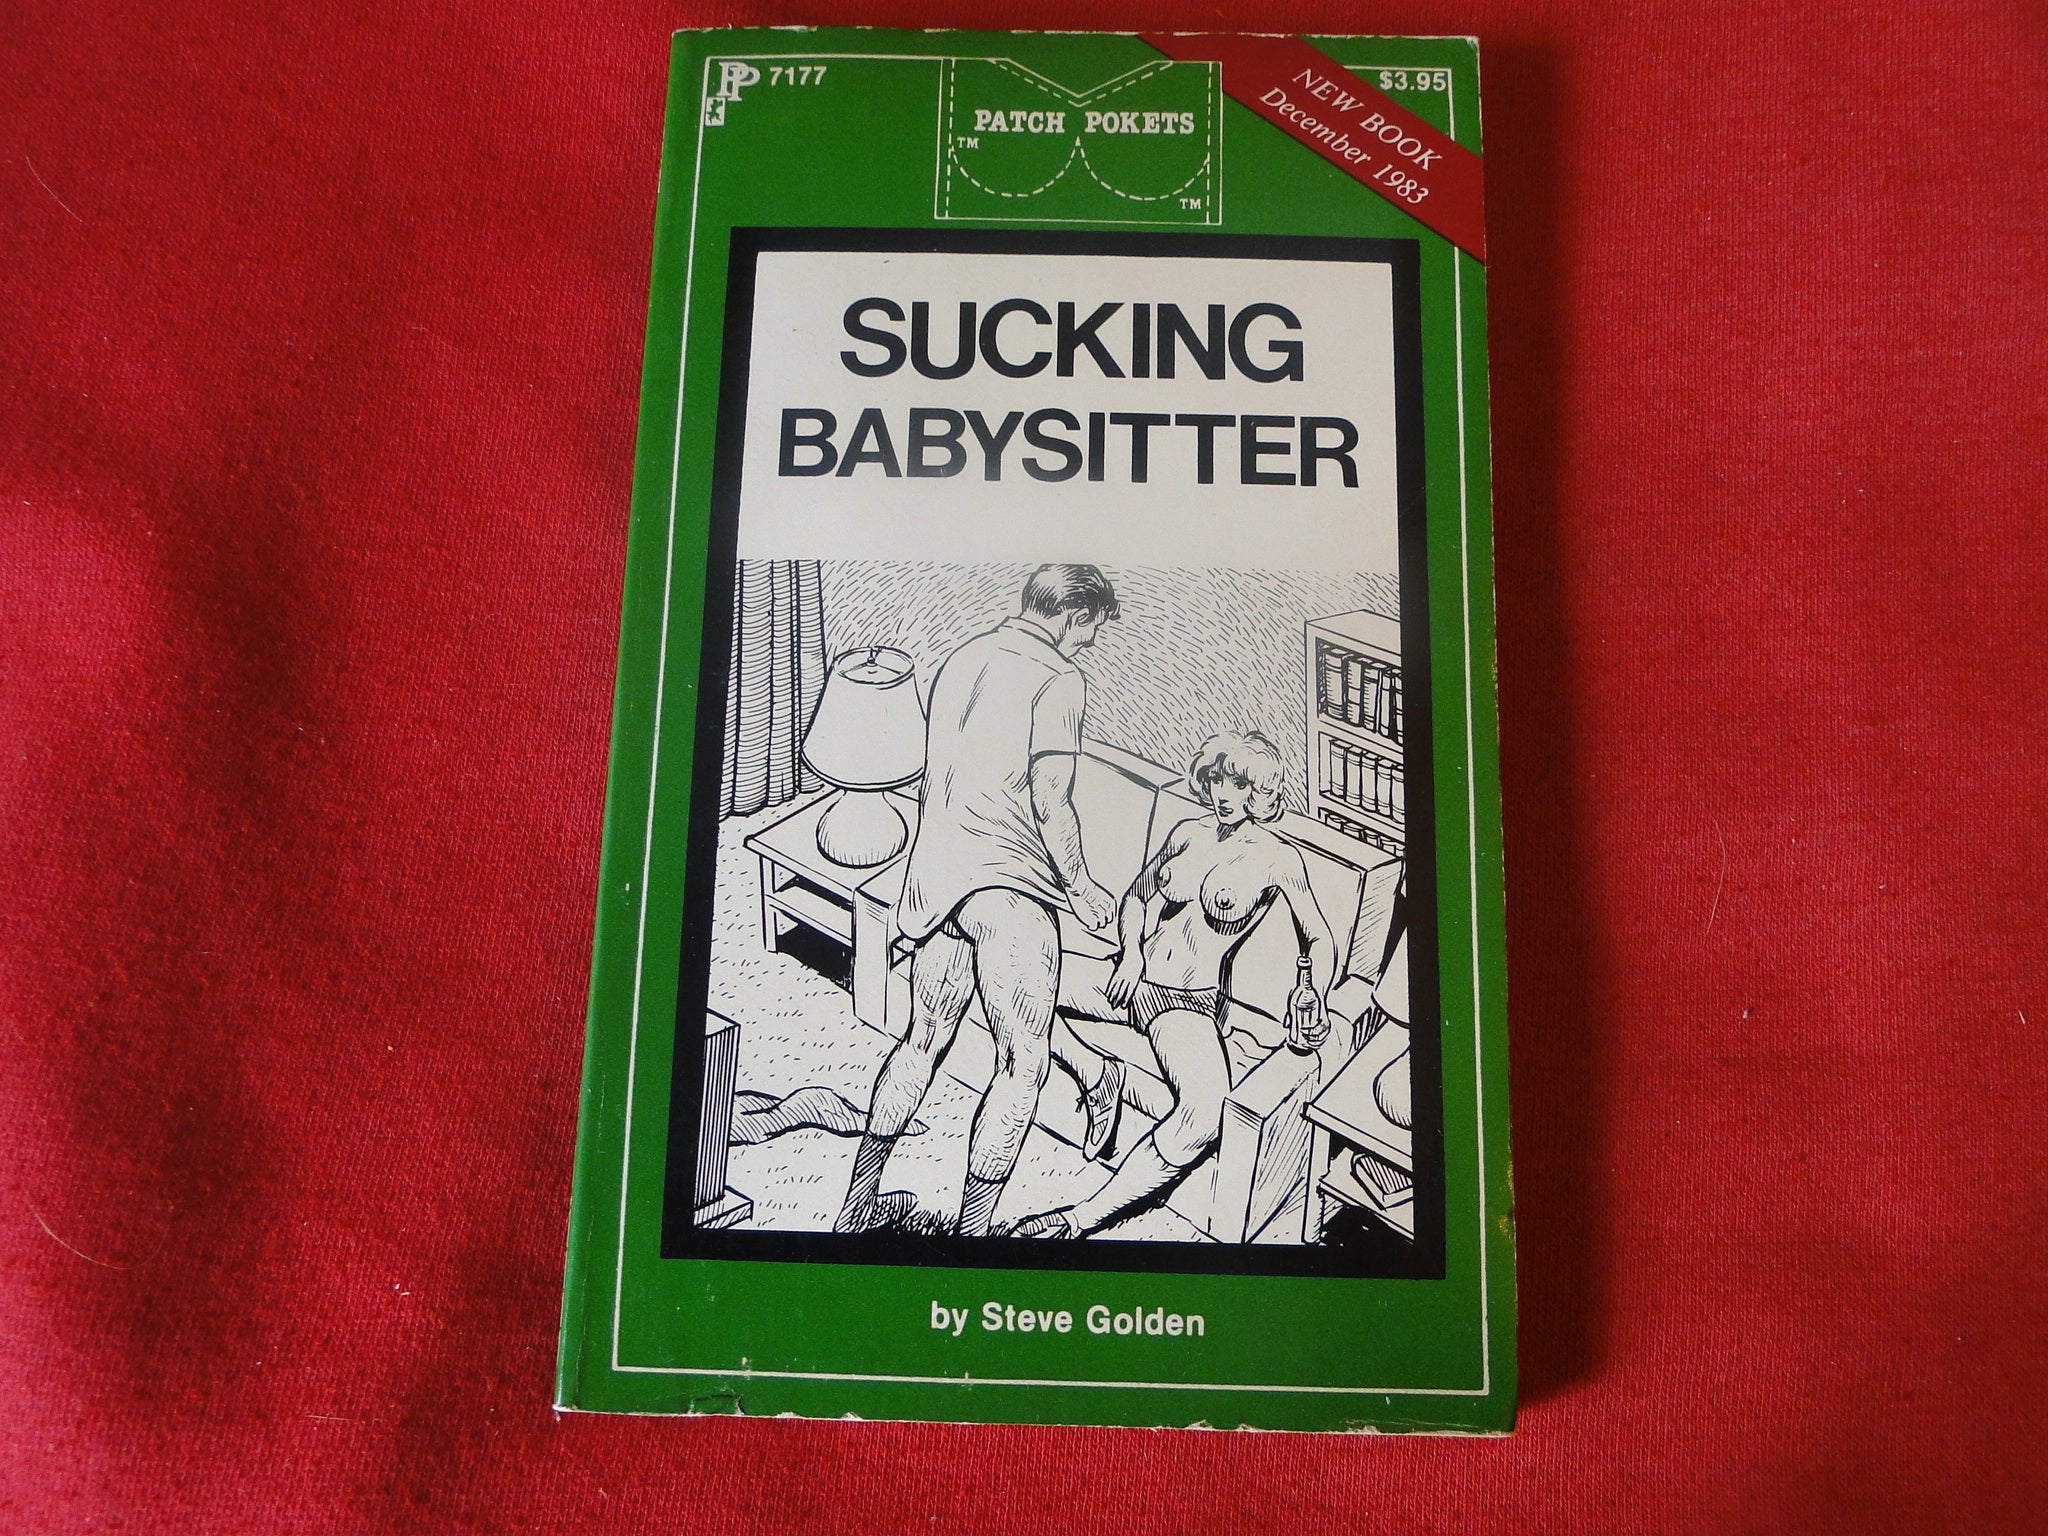 PP 7177
PATCH POKETS
TM
TM
NEW BOOK
December 1983
$3.95
SUCKING
BABYSITTER
by Steve Golden